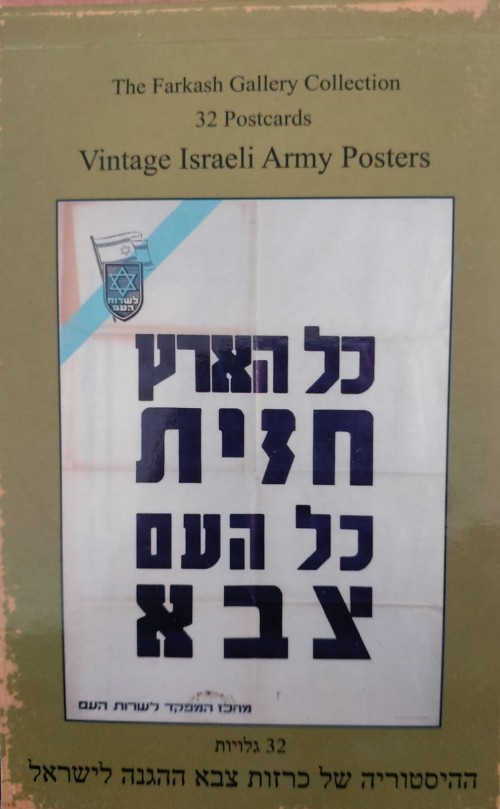 The Farkash Gallery Collection
32 Postcards
Vintage Israeli Army Posters
לשרות
העם
כל הארץ
חזית
כל העם
צבא
מרכז המפקד לשרות העם
32 גלויות
ההיסטוריה של כרזות צבא ההגנה לישראל